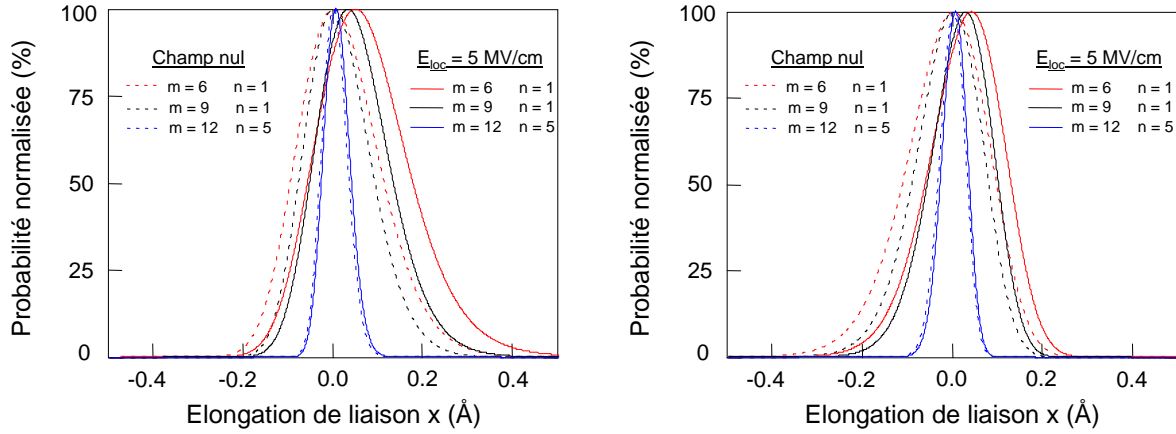 100
75
50
25
0
Probabilité normalisée (%)
Champ nul
m = 6 n = 1
m = 9 n = 1
m = 12 n = 5
Eloc = 5 MV/cm
m = 6 n = 1
m = 9 n = 1
m = 12 n = 5
-0.4 -0.2 0.0 0.2 0.4
Elongation de liaison x (Å)
100
75
50
25
0
Probabilité normalisée (%)
Champ nul
m = 6 n = 1
m = 9 n = 1
m = 12 n = 5
Eloc = 5 MV/cm
m = 6 n = 1
m = 9 n = 1
m = 12 n = 5
-0.4 -0.2 0.0 0.2 0.4
Elongation de liaison x (Å)